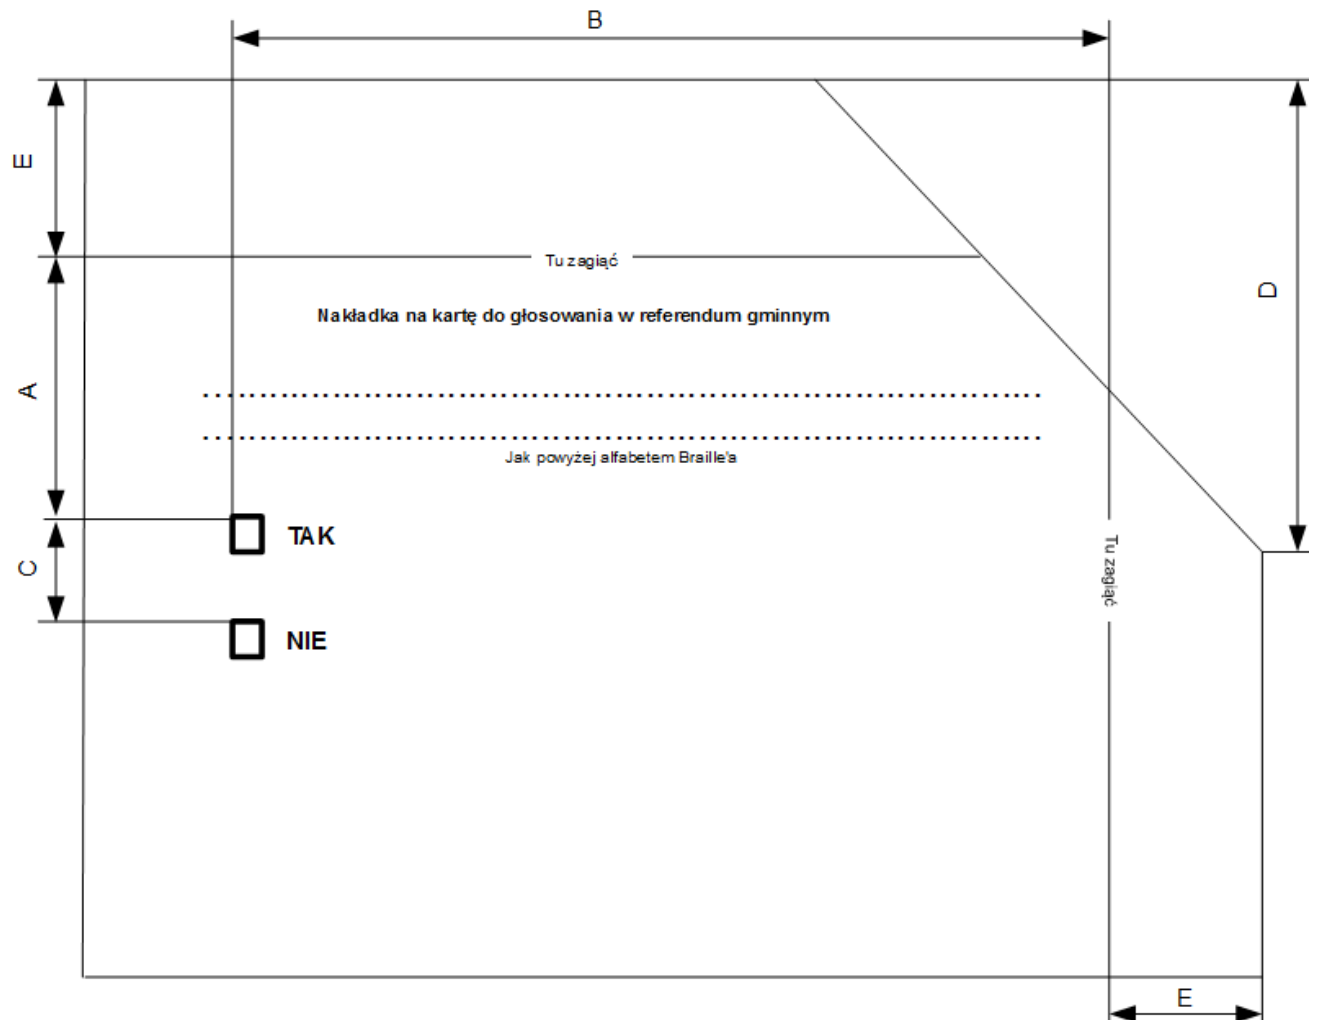 B
E
Tu zagiąć
D
Nakładka na kartę do głosowania w referendum gminnym
A
Jak powyżej alfabetem Braille'a
TAK
Tu zagiąć
C
NIE
E